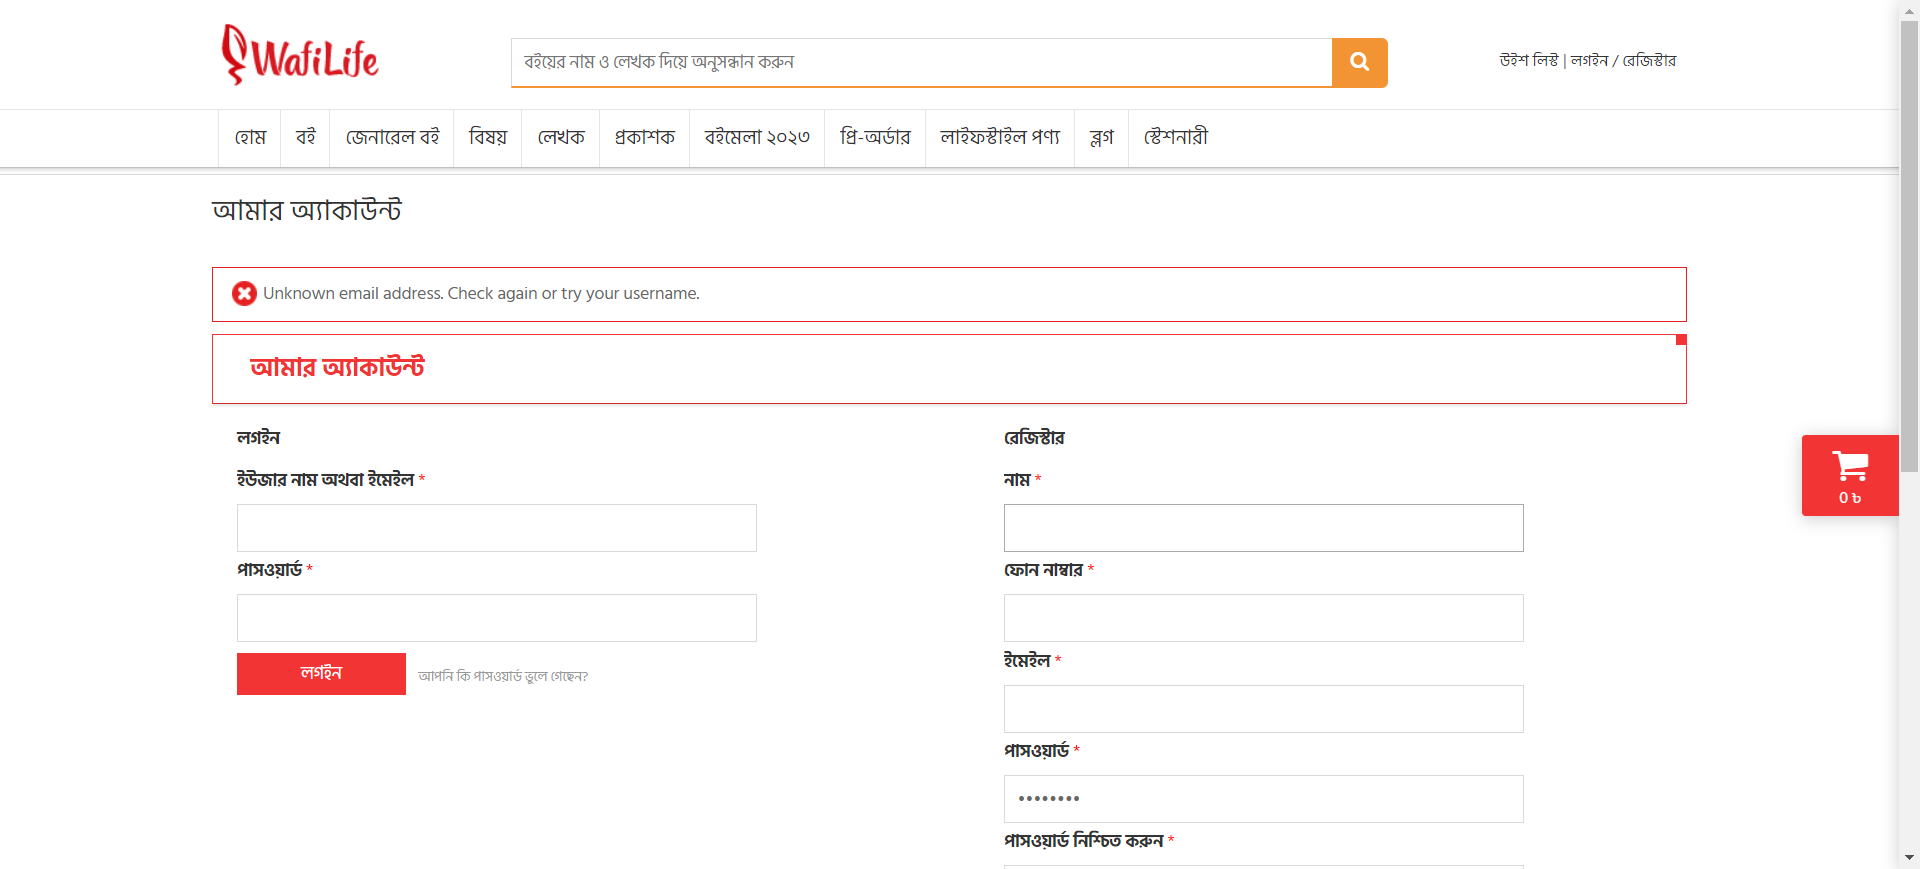 WafiLife
বইয়ের নাম ও লেখক দিয়ে অনুসন্ধান করুন
উইশ লিস্ট | লগইন / রেজিস্টার
হোম বই জেনারেল বই বিষয় লেখক প্রকাশক বইমেলা ২০২৩ প্রি-অর্ডার লাইফস্টাইল পণ্য ব্লগ স্টেশনারী
আমার অ্যাকাউন্ট
Unknown email address. Check again or try your username.
আমার অ্যাকাউন্ট
লগইন
ইউজার নাম অথবা ইমেইল *
পাসওয়ার্ড *
লগইন
আপনি কি পাসওয়ার্ড ভুলে গেছেন?
রেজিস্টার
নাম *
ফোন নাম্বার *
ইমেইল *
পাসওয়ার্ড *
••••••••
পাসওয়ার্ড নিশ্চিত করুন *
0 ৳